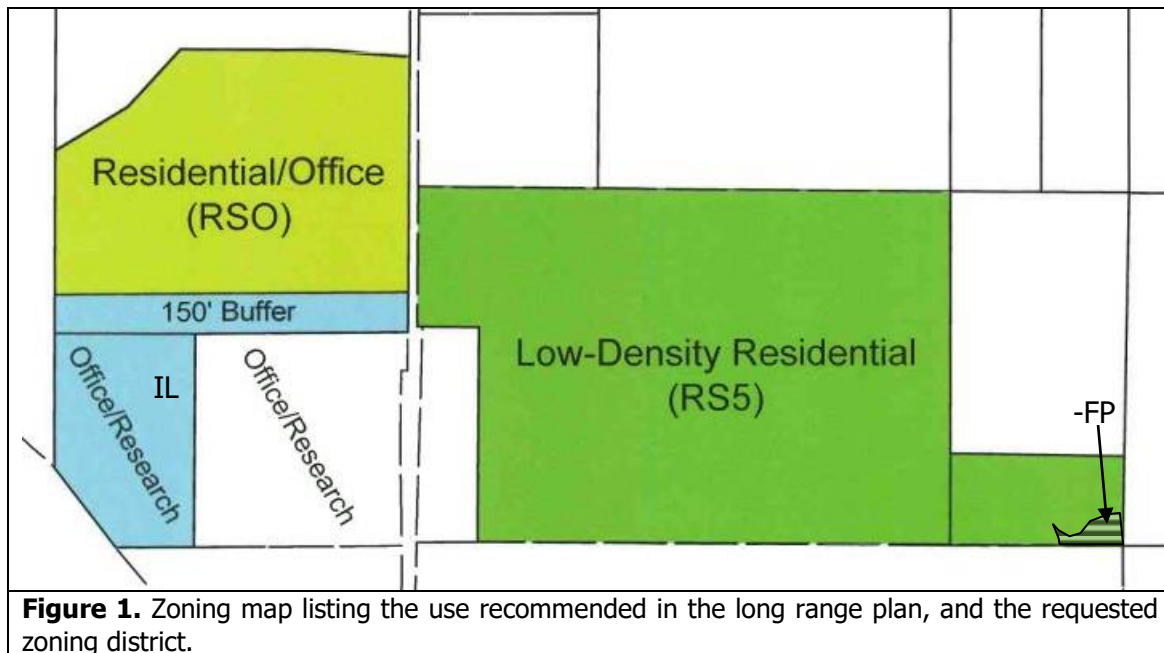 Residential/Office
(RSO)
150' Buffer
Office/Research
IL
Office/Research
Low-Density Residential
(RS5)
-FP
Figure 1. Zoning map listing the use recommended in the long range plan, and the requested
zoning district.